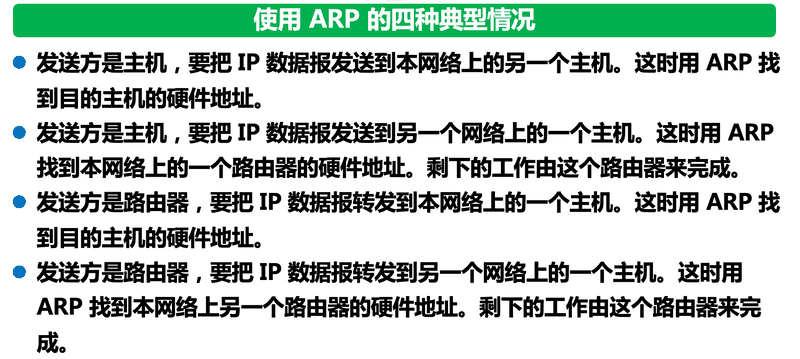 使用 ARP 的四种典型情况
发送方是主机，要把 IP 数据报发送到本网络上的另一个主机。这时用 ARP 找
到目的主机的硬件地址。
发送方是主机，要把 IP 数据报发送到另一个网络上的一个主机。这时用 ARP
找到本网络上的一个路由器的硬件地址。剩下的工作由这个路由器来完成。
发送方是路由器，要把 IP 数据报转发到本网络上的一个主机。这时用 ARP 找
到目的主机的硬件地址。
发送方是路由器，要把 IP 数据报转发到另一个网络上的一个主机。这时用
ARP 找到本网络上另一个路由器的硬件地址。剩下的工作由这个路由器来完
成。